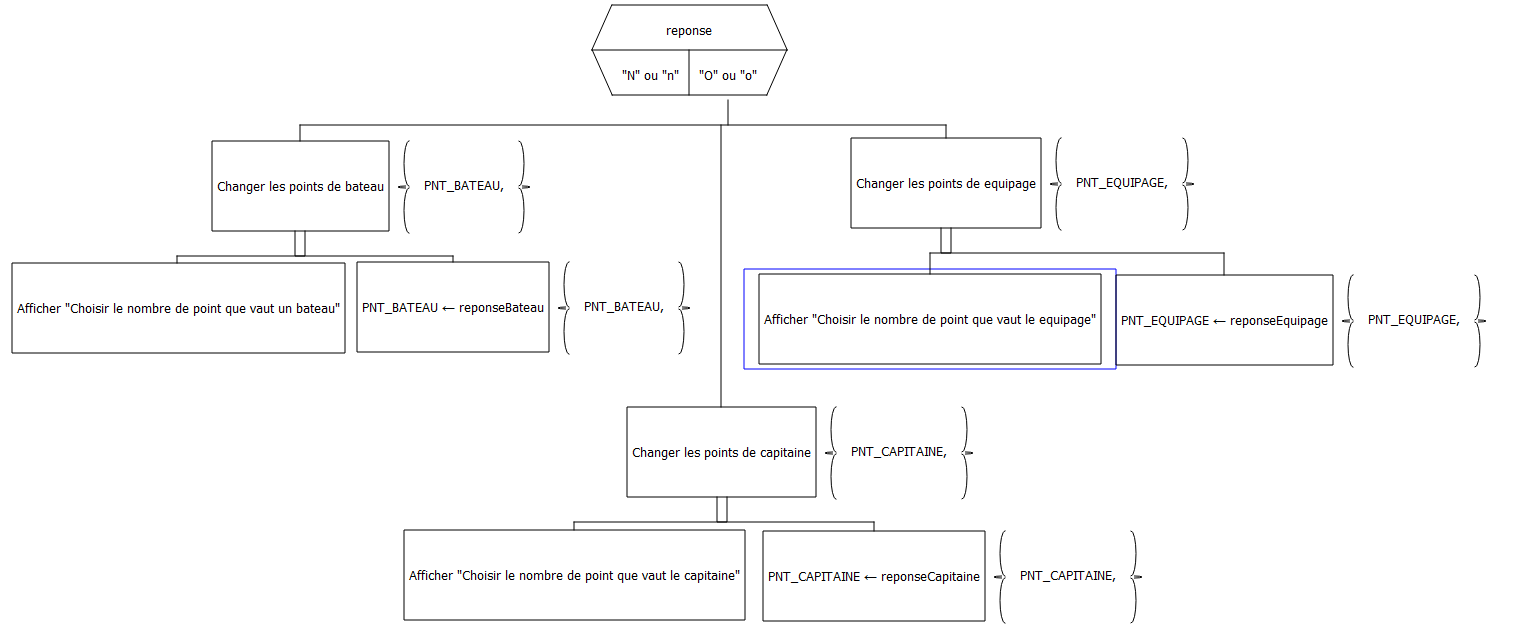 reponse
"N" ou "n"
"O" ou "o"
Changer les points de bateau
PNT_BATEAU,
Changer les points de equipage
PNT_EQUIPAGE,
Afficher "Choisir le nombre de point que vaut un bateau"
PNT_BATEAU ← reponseBateau
PNT_BATEAU,
Afficher "Choisir le nombre de point que vaut le equipage"
PNT_EQUIPAGE ← reponseEquipage
PNT_EQUIPAGE,
Changer les points de capitaine
PNT_CAPITAINE,
Afficher "Choisir le nombre de point que vaut le capitaine"
PNT_CAPITAINE ← reponseCapitaine
PNT_CAPITAINE,